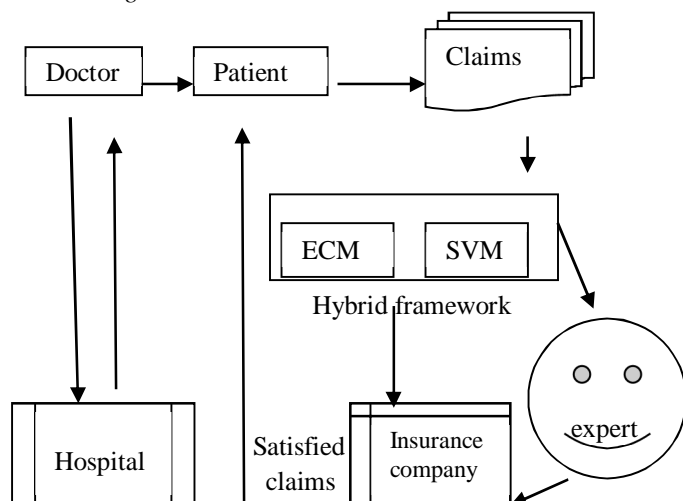 Doctor
Patient
Claims
ECM
SVM
Hybrid framework
expert
Hospital
Satisfied
claims
Insurance
company